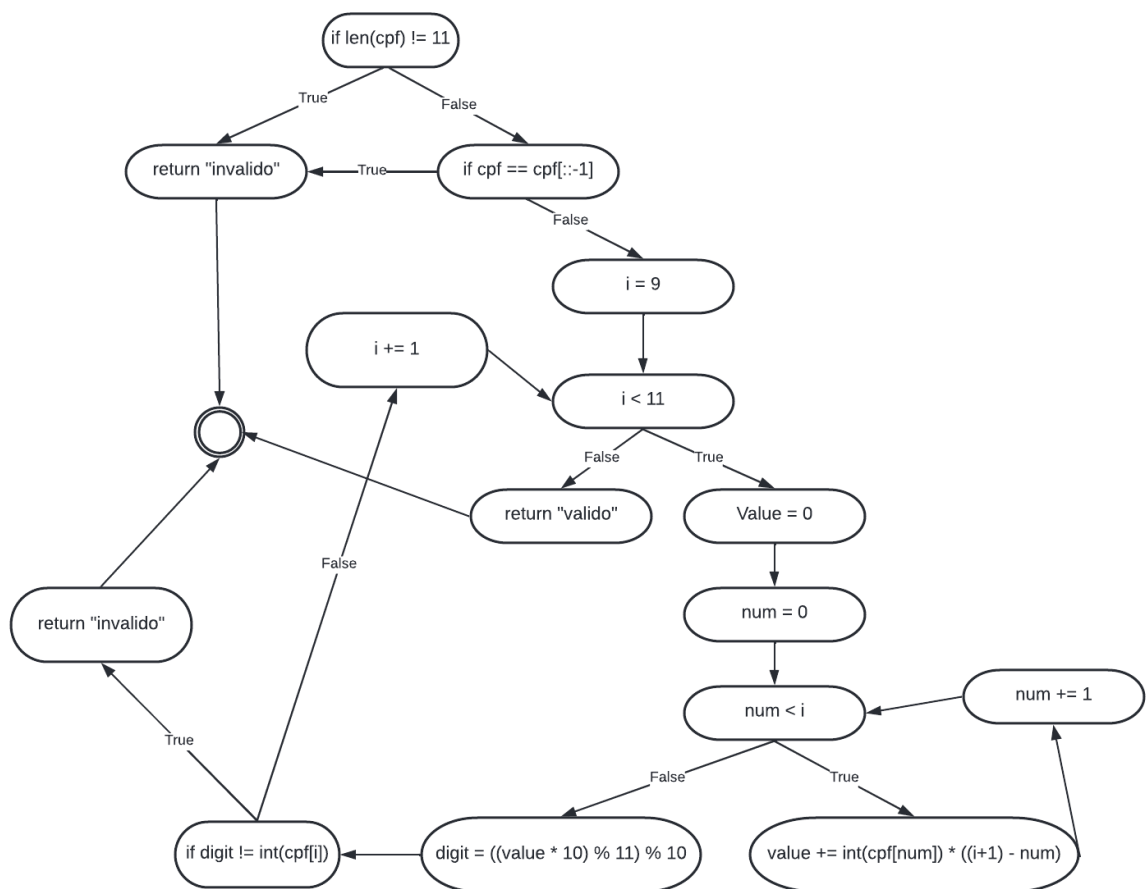 if len(cpf) != 11
True
False
return "invalido"
True
if cpf == cpf[::-1]
False
i = 9
i += 1
i < 11
False
True
return "valido"
Value = 0
False
num = 0
return "invalido"
num += 1
num < i
True
False
True
if digit != int(cpf[i])
digit = ((value * 10) % 11) % 10
value += int(cpf[num]) * ((i+1) - num)